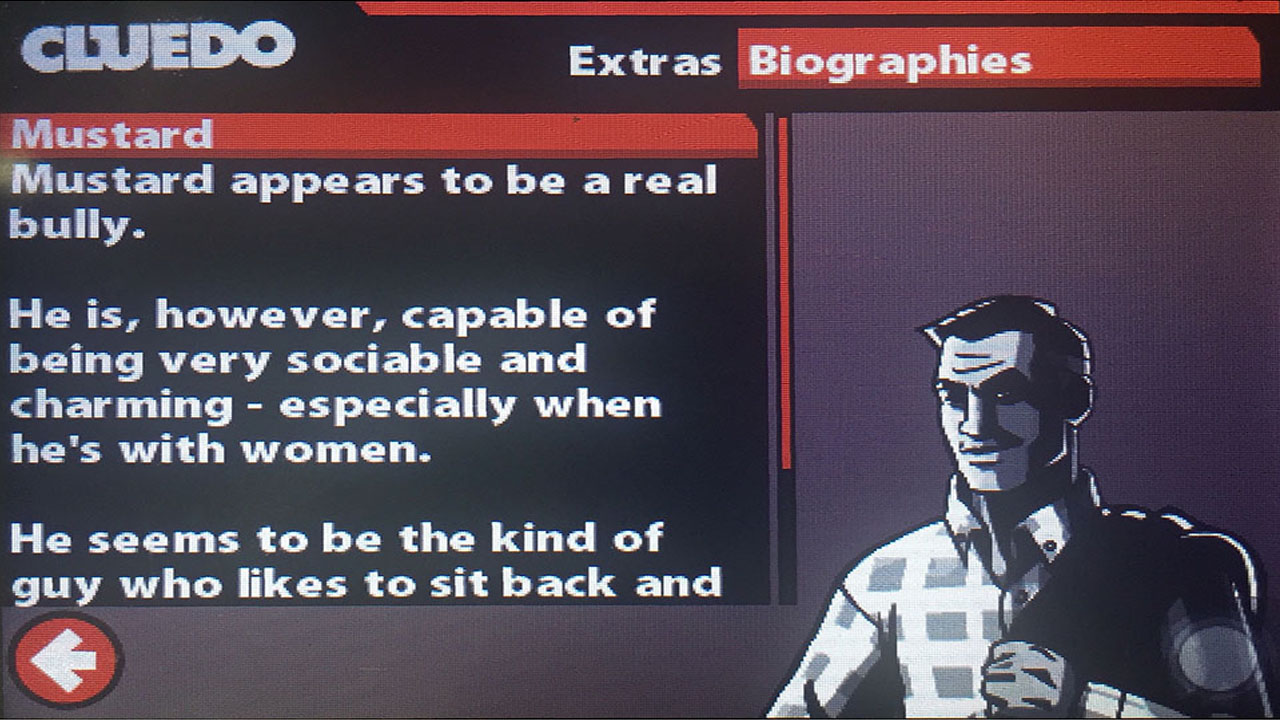 CLUEDO
Extras Biographies
Mustard
Mustard appears to be a real
bully.
He is, however, capable of
being very sociable and
charming - especially when
he's with women.
He seems to be the kind of
guy who likes to sit back and